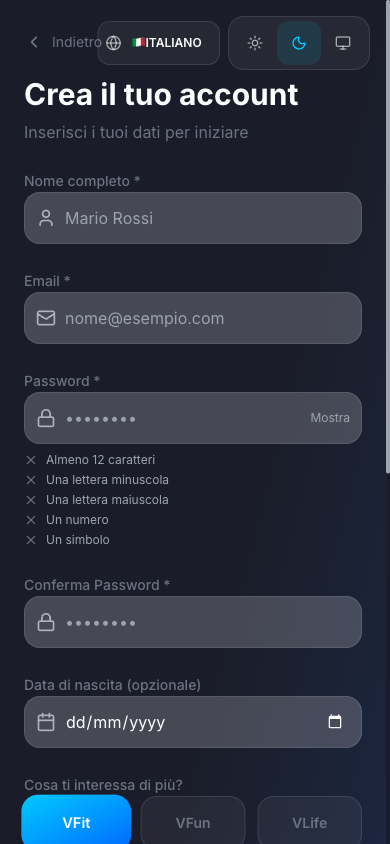 Indietro
ITALIANO
Crea il tuo account
Inserisci i tuoi dati per iniziare
Nome completo *
Mario Rossi
Email *
nome@esempio.com
Password *
••••••••
Mostra
Almeno 12 caratteri
Una lettera minuscola
Una lettera maiuscola
Un numero
Un simbolo
Conferma Password *
••••••••
Data di nascita (opzionale)
dd/mm/yyyy
Cosa ti interessa di più?
VFit
VFun
VLife